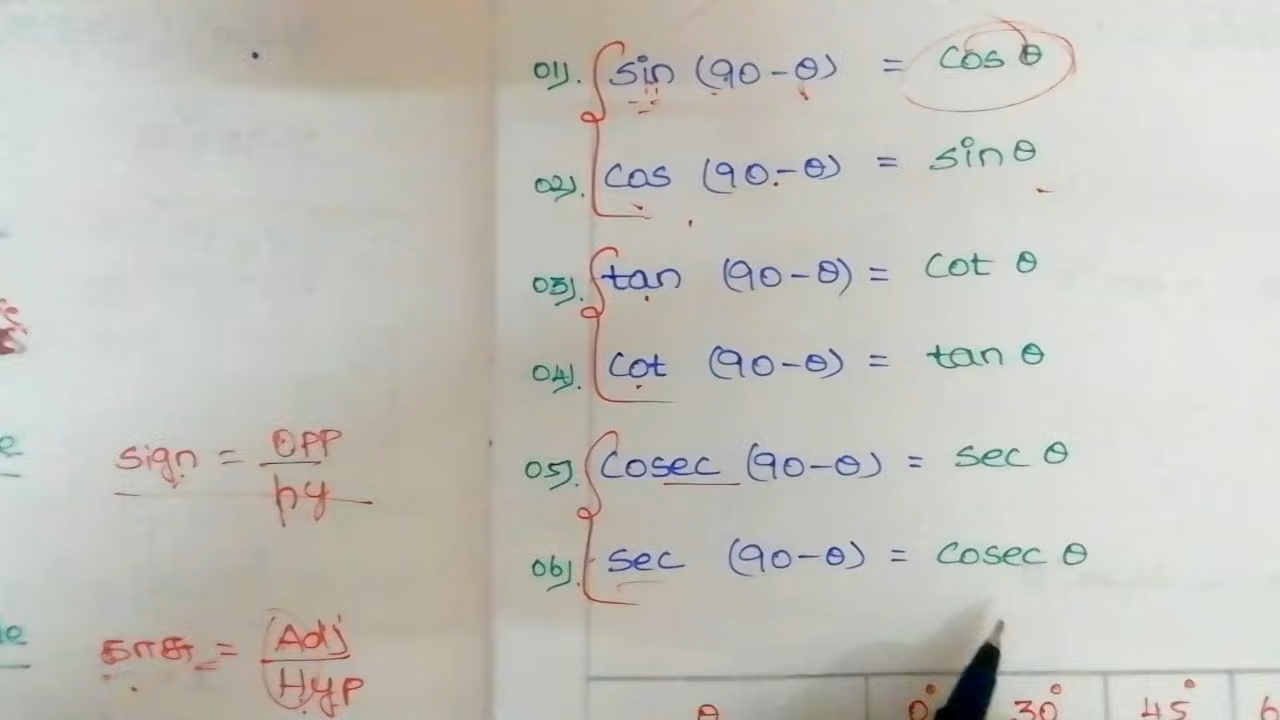 01). sin (90-θ) = cos θ
02). cos (90-θ) = sin θ
03). tan (90-θ) = cot θ
04). cot (90-θ) = tan θ
05). cosec (90-θ) = sec θ
06). sec (90-θ) = cosec θ
sign = OPP / hy
= Adj / Hyp
θ 0° 30° 45°